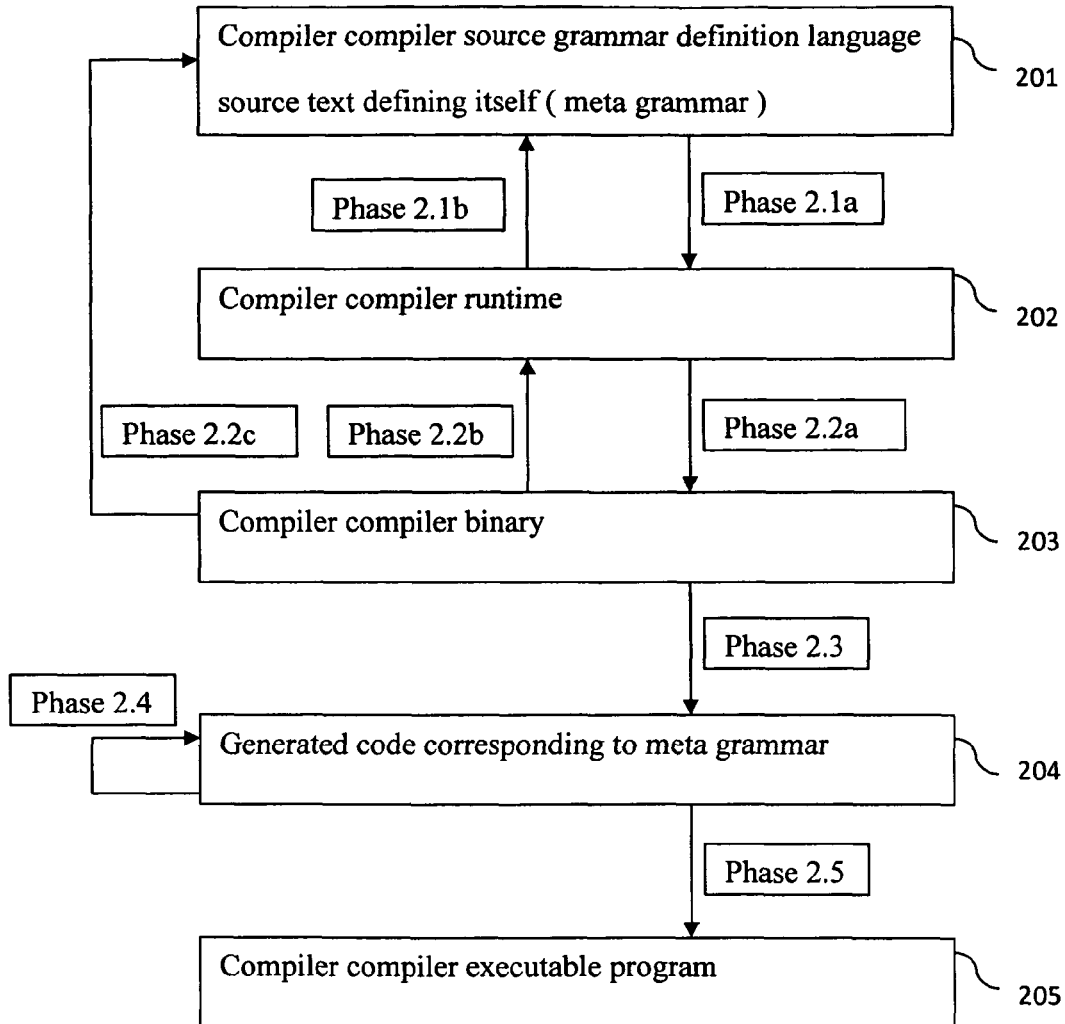 Compiler compiler source grammar definition language
source text defining itself ( meta grammar )
201
Phase 2.1b
Phase 2.1a
Compiler compiler runtime
202
Phase 2.2c
Phase 2.2b
Phase 2.2a
Compiler compiler binary
203
Phase 2.3
Phase 2.4
Generated code corresponding to meta grammar
204
Phase 2.5
Compiler compiler executable program
205